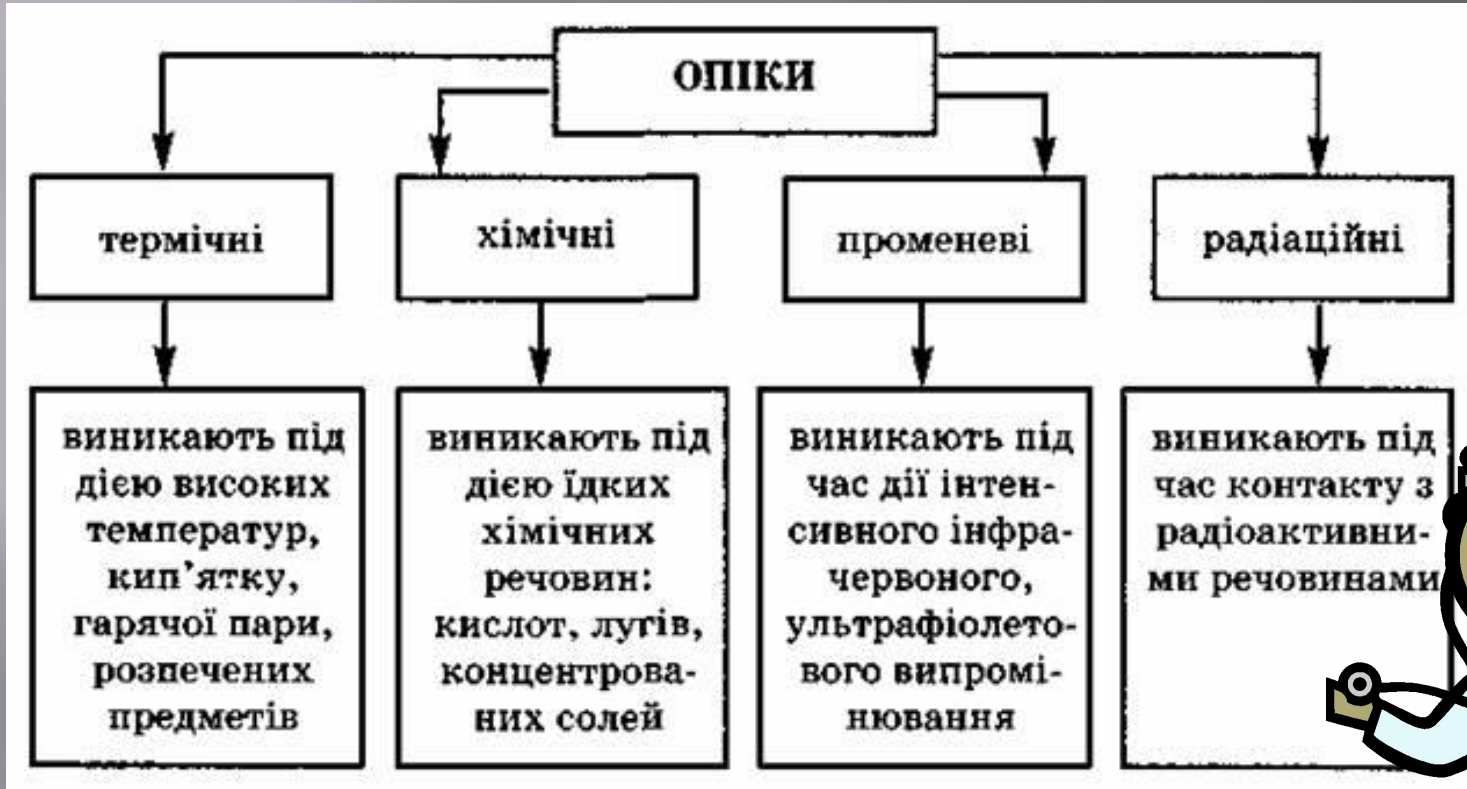 ОПІКИ
термічні
хімічні
променеві
радіаційні
виникають під
дією високих
температур,
кип'ятку,
гарячої пари,
розпечених
предметів
виникають під
дією їдких
хімічних
речовин:
кислот, лугів,
концентрова-
них солей
виникають під
час дії інтен-
сивного інфра-
червоного,
ультрафіолето-
вого випромі-
нювання
виникають під
час контакту з
радіоактивни-
ми речовинами